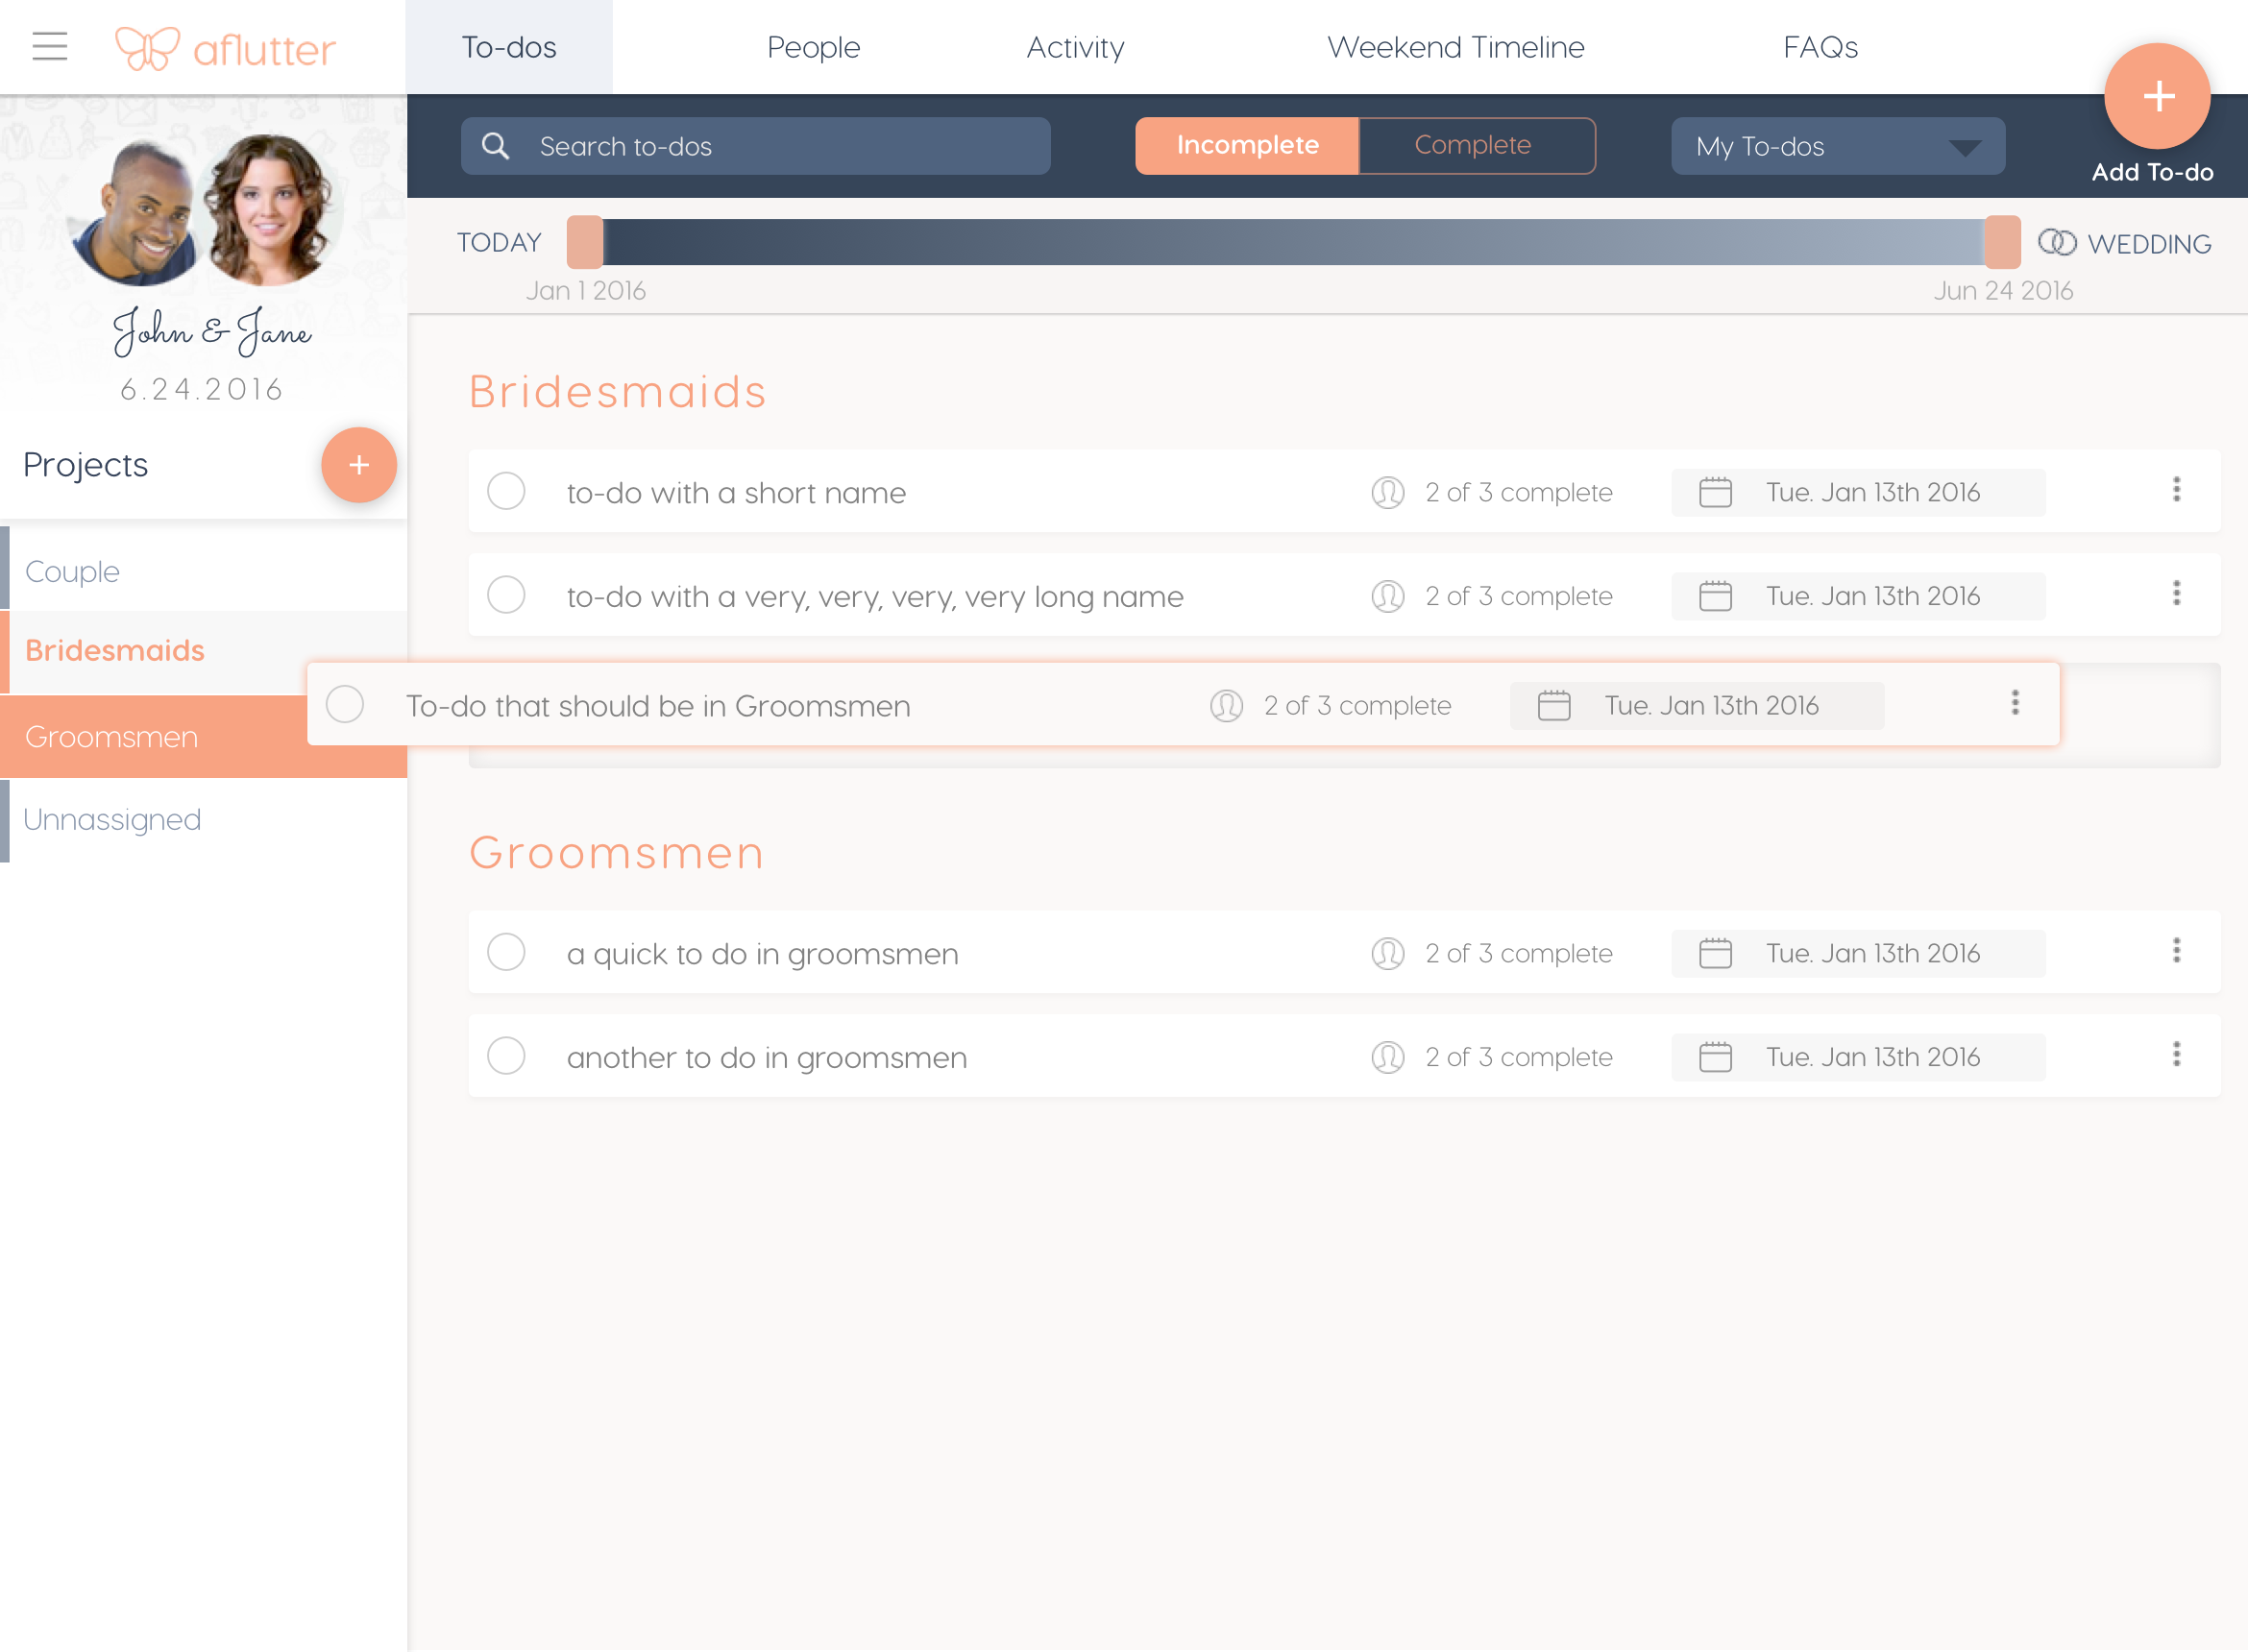 aflutter
To-dos
People
Activity
Weekend Timeline
FAQs
Search to-dos
Incomplete
Complete
My To-dos
Add To-do
TODAY
WEDDING
Jan 1 2016
Jun 24 2016
John & Jane
6.24.2016
Projects
Couple
Bridesmaids
Groomsmen
Unnassigned
Bridesmaids
to-do with a short name 2 of 3 complete Tue. Jan 13th 2016
to-do with a very, very, very, very long name 2 of 3 complete Tue. Jan 13th 2016
To-do that should be in Groomsmen 2 of 3 complete Tue. Jan 13th 2016
Groomsmen
a quick to do in groomsmen 2 of 3 complete Tue. Jan 13th 2016
another to do in groomsmen 2 of 3 complete Tue. Jan 13th 2016